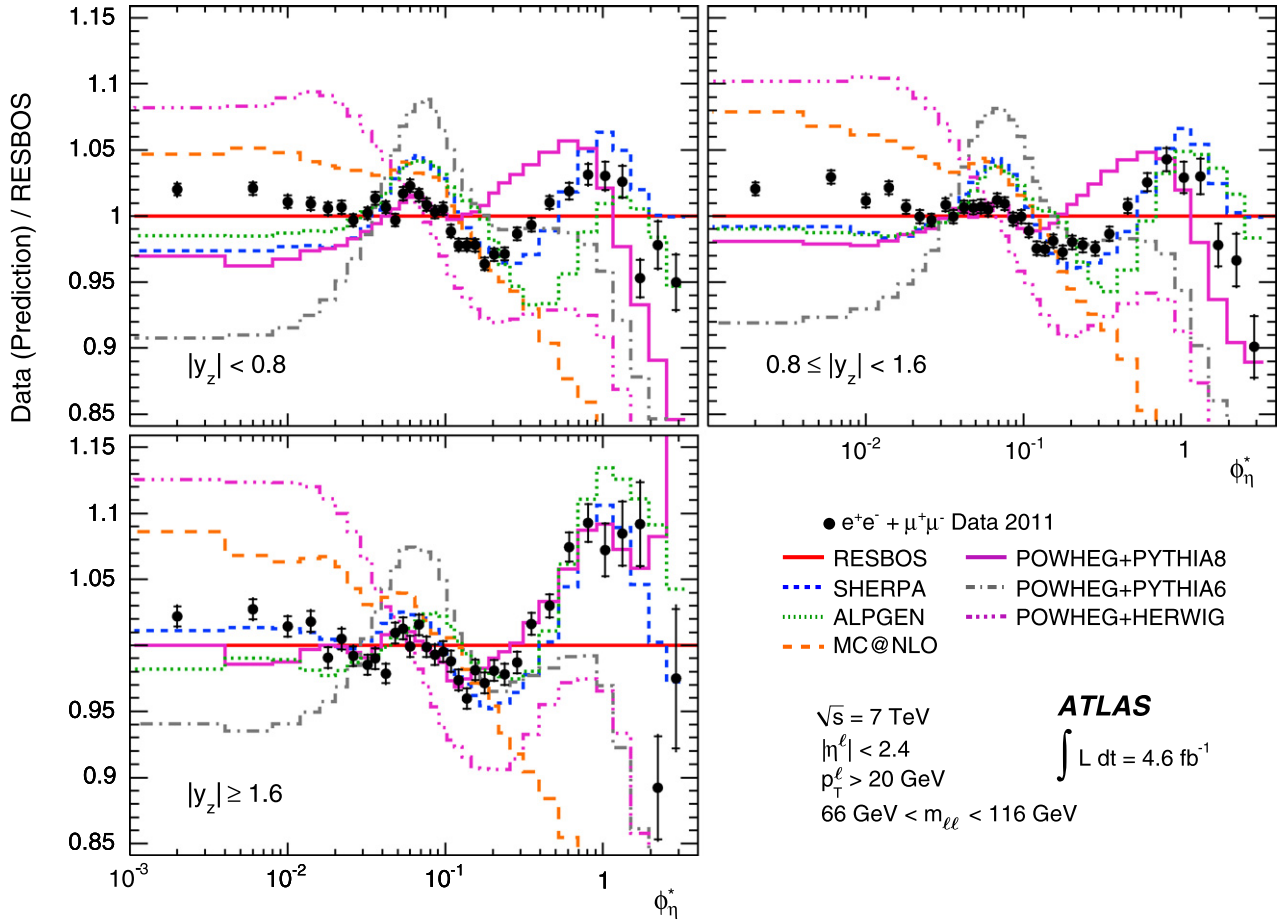 Data (Prediction) / RESBOS
1.15
1.1
1.05
1
0.95
0.9
0.85
|y_z| < 0.8
0.8 ≤ |y_z| < 1.6
10⁻² 10⁻¹ 1
φ*_η
1.15
1.1
1.05
1
0.95
0.9
0.85
|y_z| ≥ 1.6
10⁻³ 10⁻² 10⁻¹ 1
φ*_η
e⁺e⁻ + μ⁺μ⁻ Data 2011
RESBOS
SHERPA
ALPGEN
MC@NLO
POWHEG+PYTHIA8
POWHEG+PYTHIA6
POWHEG+HERWIG
√s = 7 TeV
|η^ℓ| < 2.4
p_T^ℓ > 20 GeV
66 GeV < m_ℓℓ < 116 GeV
ATLAS
∫ L dt = 4.6 fb⁻¹